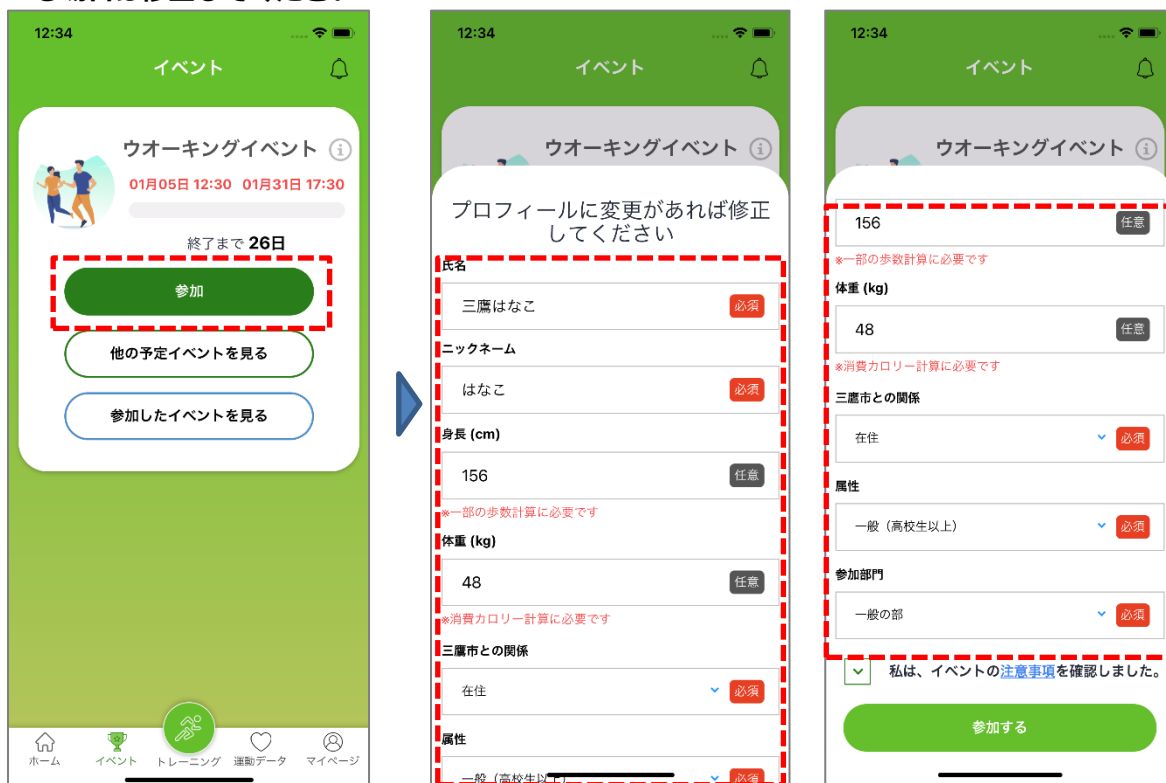 12:34
イベント
ウオーキングイベント
01月05日 12:30 01月31日 17:30
終了まで 26日
参加
他の予定イベントを見る
参加したイベントを見る
ホーム
イベント
トレーニング
運動データ
マイページ
12:34
イベント
ウオーキングイベント
プロフィールに変更があれば修正
してください
氏名
三鷹はなこ 必須
ニックネーム
はなこ 必須
身長 (cm)
156 任意
※一部の歩数計算に必要です
体重 (kg)
48 任意
※消費カロリー計算に必要です
三鷹市との関係
在住 必須
属性
一般（高校生以上） 必須
12:34
イベント
ウオーキングイベント
156 任意
※一部の歩数計算に必要です
体重 (kg)
48 任意
※消費カロリー計算に必要です
三鷹市との関係
在住 必須
属性
一般（高校生以上） 必須
参加部門
一般の部 必須
私は、イベントの注意事項を確認しました。
参加する